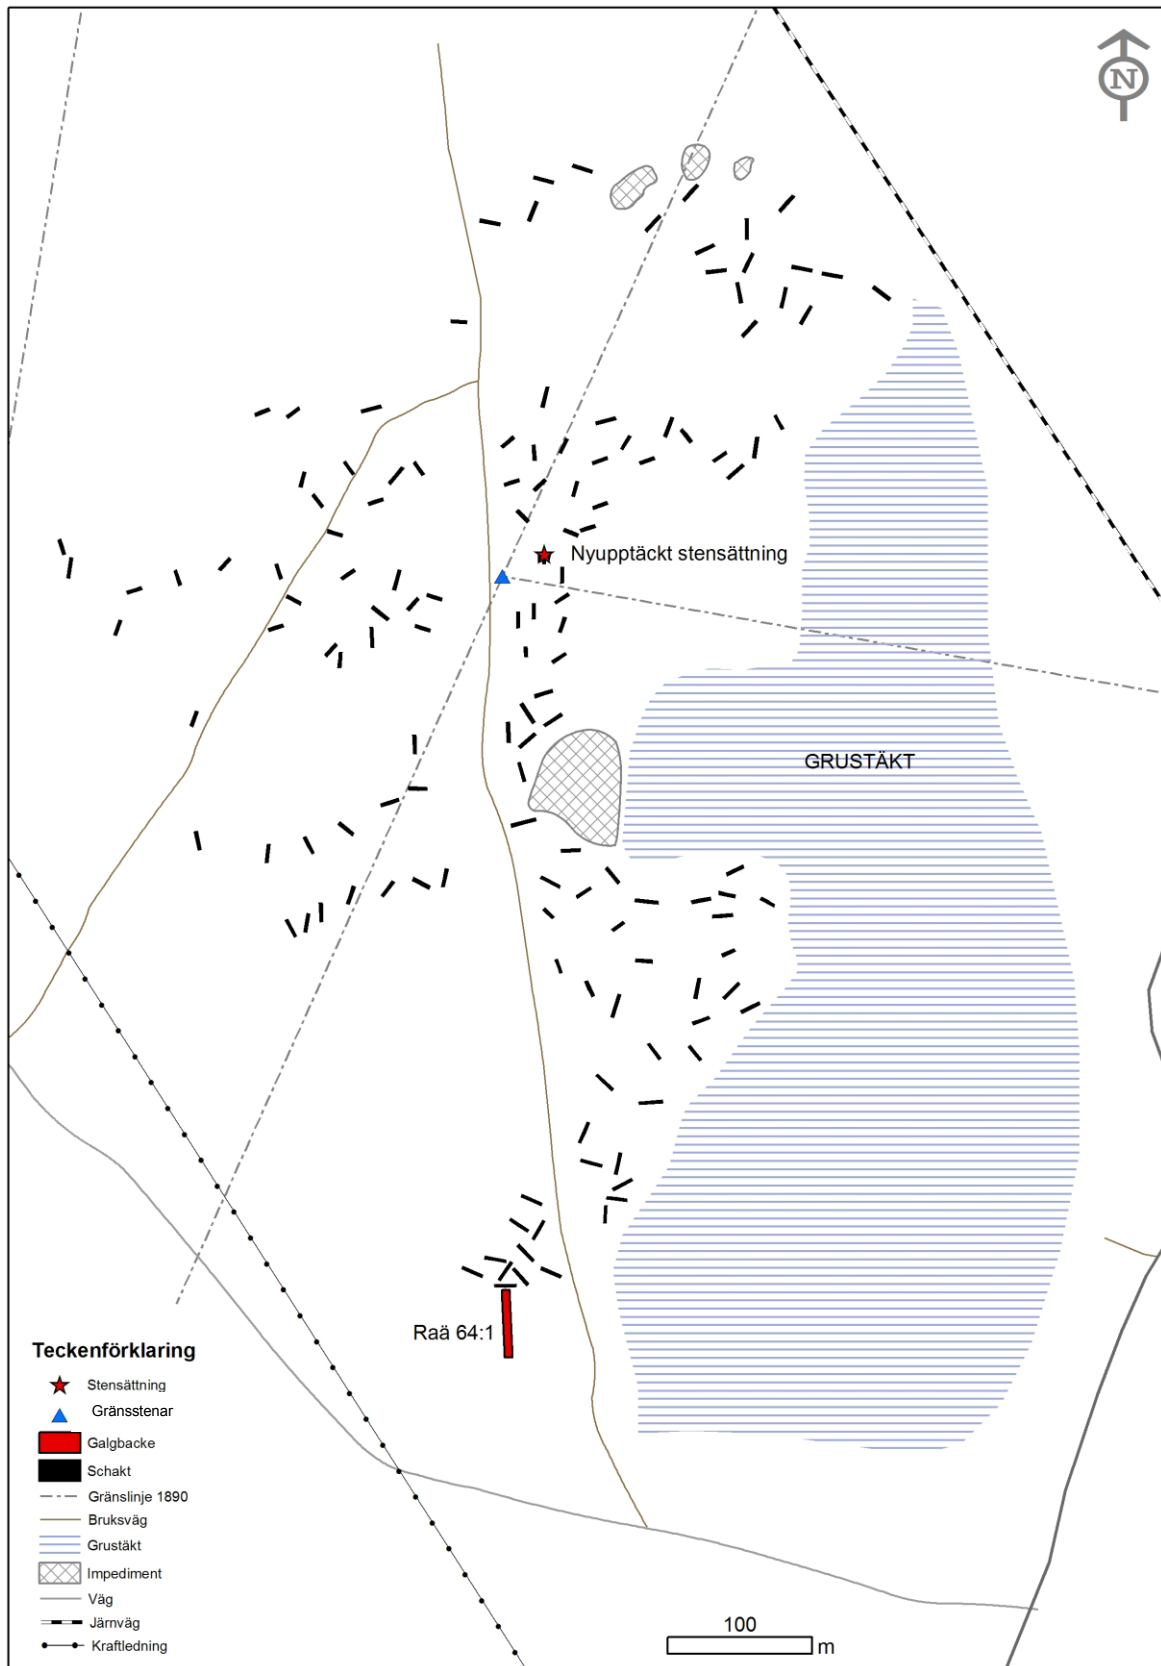 N
Nyupptäckt stensättning
GRUSTÄKT
Raä 64:1
Teckenförklaring
Stensättning
Gränsstenar
Galgbacke
Schakt
Gränslinje 1890
Bruksväg
Grustäkt
Impediment
Väg
Järnväg
Kraftledning
100
m